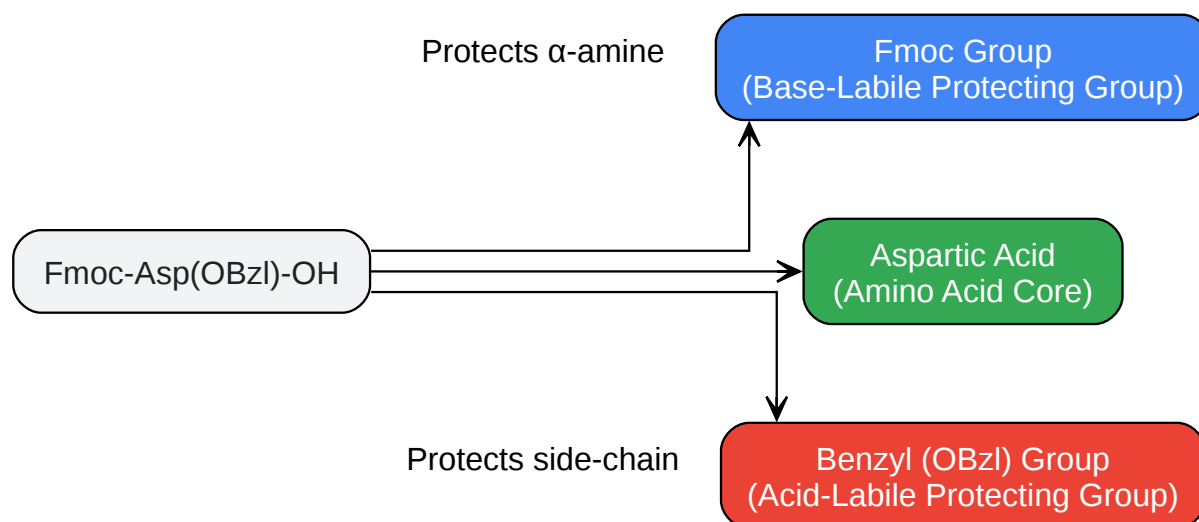 Protects α-amine
Fmoc Group
(Base-Labile Protecting Group)
Fmoc-Asp(OBzl)-OH
Aspartic Acid
(Amino Acid Core)
Protects side-chain
Benzyl (OBzl) Group
(Acid-Labile Protecting Group)